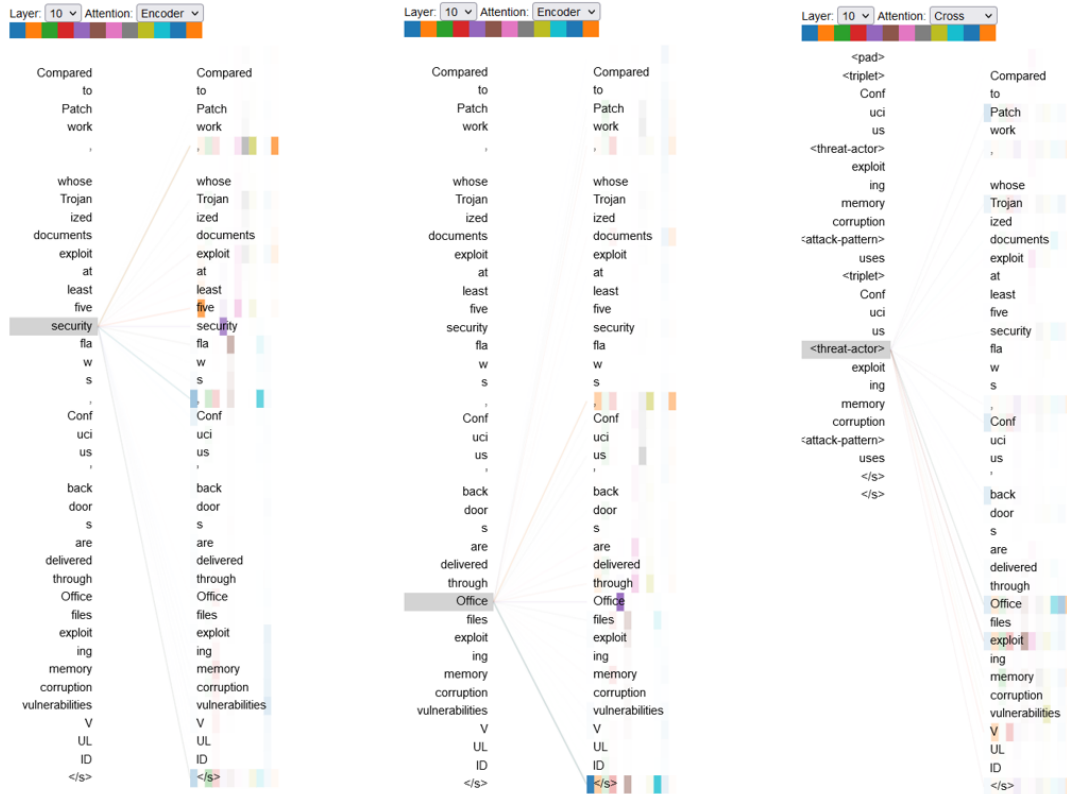 Layer: 10 Attention: Encoder
Compared Compared
to to
Patch Patch
work work
, ,
whose whose
Trojan Trojan
ized ized
documents documents
exploit exploit
at at
least least
five five
security security
fla fla
w w
s s
,
Conf Conf
uci uci
us us
' '
back back
door door
s s
are are
delivered delivered
through through
Office Office
files files
exploit exploit
ing ing
memory memory
corruption corruption
vulnerabilities vulnerabilities
V V
UL UL
ID ID
</s> </s>
Layer: 10 Attention: Encoder
Compared Compared
to to
Patch Patch
work work
, ,
whose whose
Trojan Trojan
ized ized
documents documents
exploit exploit
at at
least least
five five
security security
fla fla
w w
s s
,
Conf Conf
uci uci
us us
' '
back back
door door
s s
are are
delivered delivered
through through
Office Office
files files
exploit exploit
ing ing
memory memory
corruption corruption
vulnerabilities vulnerabilities
V V
UL UL
ID ID
</s> </s>
Layer: 10 Attention: Cross
<pad>
<triplet> Compared
Conf to
uci Patch
us work
<threat-actor> ,
exploit
ing whose
memory Trojan
corruption ized
<attack-pattern> documents
uses exploit
<triplet> at
Conf least
uci five
us security
<threat-actor> fla
exploit w
ing s
memory ,
corruption Conf
<attack-pattern> uci
uses us
</s> '
</s> back
door
s
are
delivered
through
Office
files
exploit
ing
memory
corruption
vulnerabilities
V
UL
ID
</s>